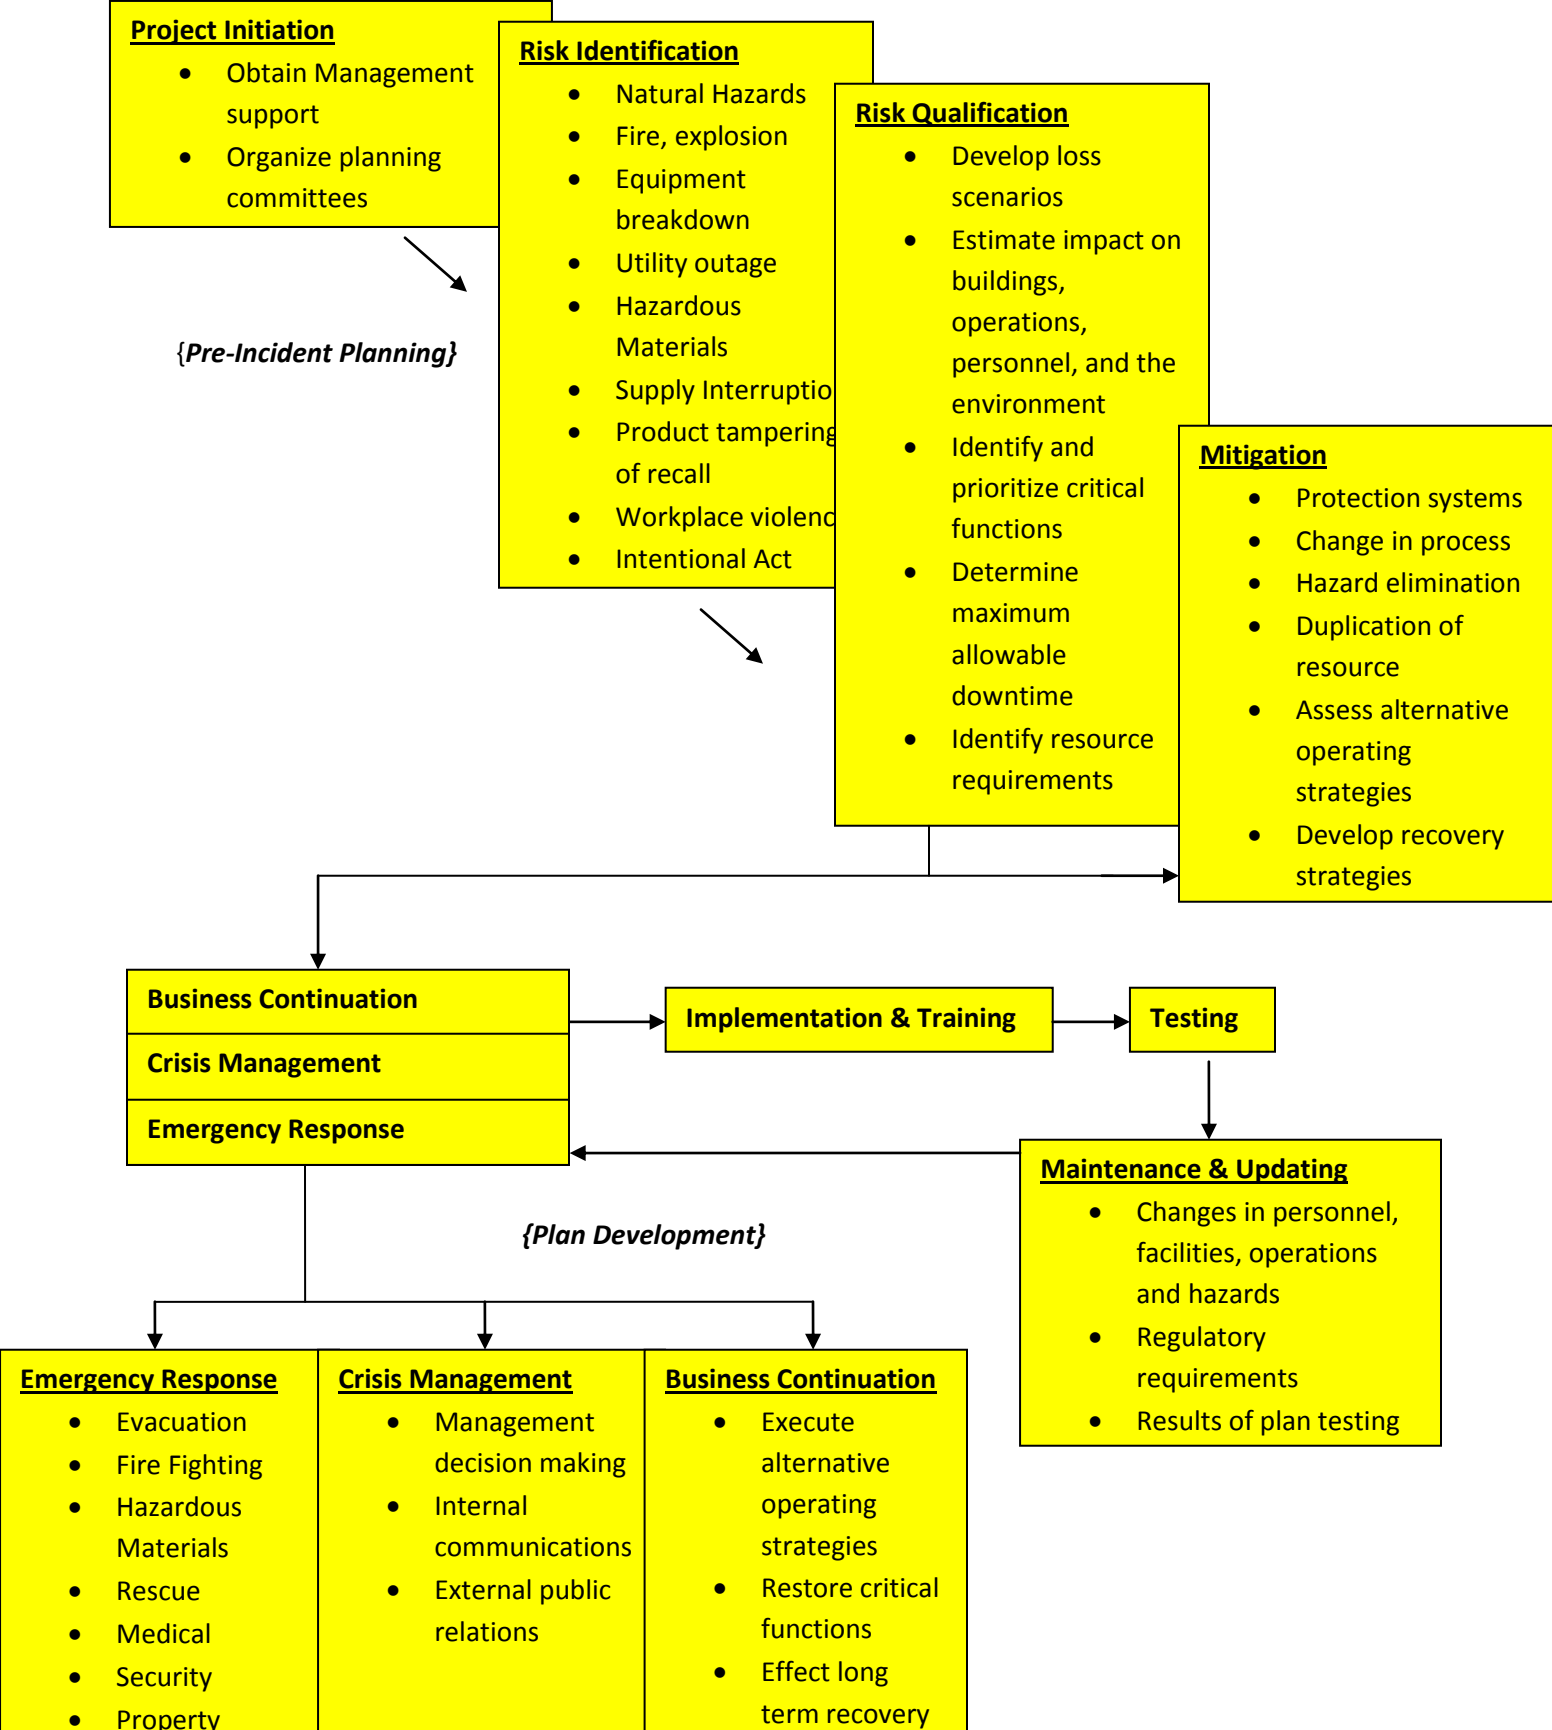 Project Initiation
• Obtain Management
support
• Organize planning
committees
Risk Identification
• Natural Hazards
• Fire, explosion
• Equipment
breakdown
• Utility outage
• Hazardous
Materials
• Supply Interruptio
• Product tampering
of recall
• Workplace violenc
• Intentional Act
Risk Qualification
• Develop loss
scenarios
• Estimate impact on
buildings,
operations,
personnel, and the
environment
• Identify and
prioritize critical
functions
• Determine
maximum
allowable
downtime
• Identify resource
requirements
{Pre-Incident Planning}
Mitigation
• Protection systems
• Change in process
• Hazard elimination
• Duplication of
resource
• Assess alternative
operating
strategies
• Develop recovery
strategies
Business Continuation
Crisis Management
Emergency Response
Implementation & Training
Testing
Maintenance & Updating
• Changes in personnel,
facilities, operations
and hazards
• Regulatory
requirements
• Results of plan testing
{Plan Development}
Emergency Response
• Evacuation
• Fire Fighting
• Hazardous
Materials
• Rescue
• Medical
• Security
• Property
Crisis Management
• Management
decision making
• Internal
communications
• External public
relations
Business Continuation
• Execute
alternative
operating
strategies
• Restore critical
functions
• Effect long
term recovery